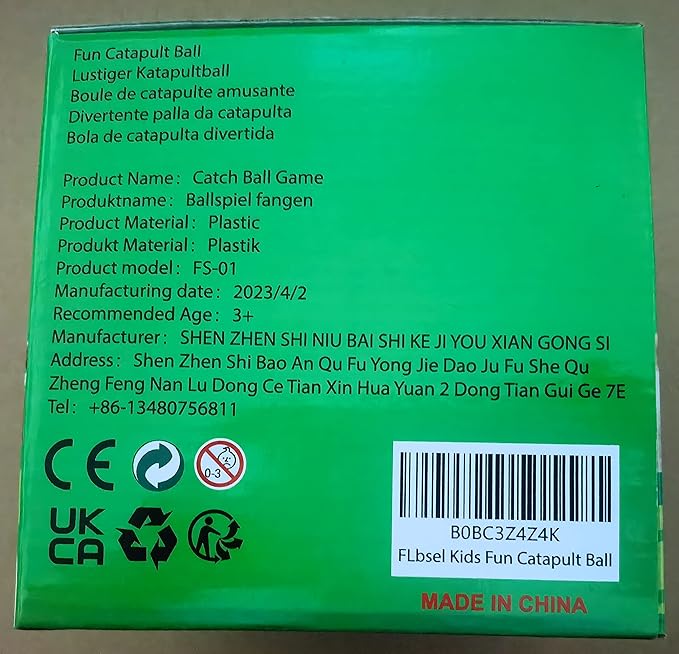 Fun Catapult Ball
Lustiger Katapultball
Boule de catapulte amusante
Divertente palla da catapulta
Bola de catapulta divertida
Product Name: Catch Ball Game
Produktname: Ballspiel fangen
Product Material: Plastic
Produkt Material: Plastik
Product model: FS-01
Manufacturing date: 2023/4/2
Recommended Age: 3+
Manufacturer: SHEN ZHEN SHI NIU BAI SHI KE JI YOU XIAN GONG SI
Address: Shen Zhen Shi Bao An Qu Fu Yong Jie Dao Ju Fu She Qu
Zheng Feng Nan Lu Dong Ce Tian Xin Hua Yuan 2 Dong Tian Gui Ge 7E
Tel: +86-13480756811
CE
0-3
UK
CA
B0BC3Z4Z4K
FLbsel Kids Fun Catapult Ball
MADE IN CHINA